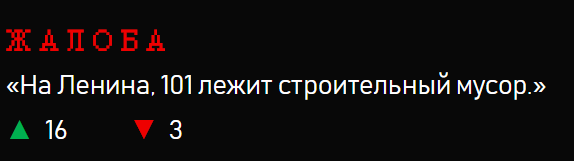 ЖАЛОБА
«На Ленина, 101 лежит строительный мусор.»
▲ 16 ▼ 3